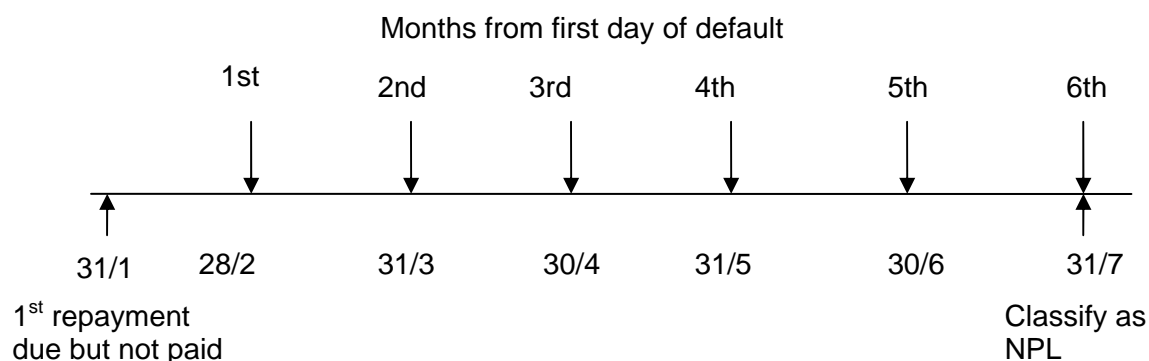 Months from first day of default
1st 2nd 3rd 4th 5th 6th
31/1 28/2 31/3 30/4 31/5 30/6 31/7
1st repayment
due but not paid
Classify as
NPL